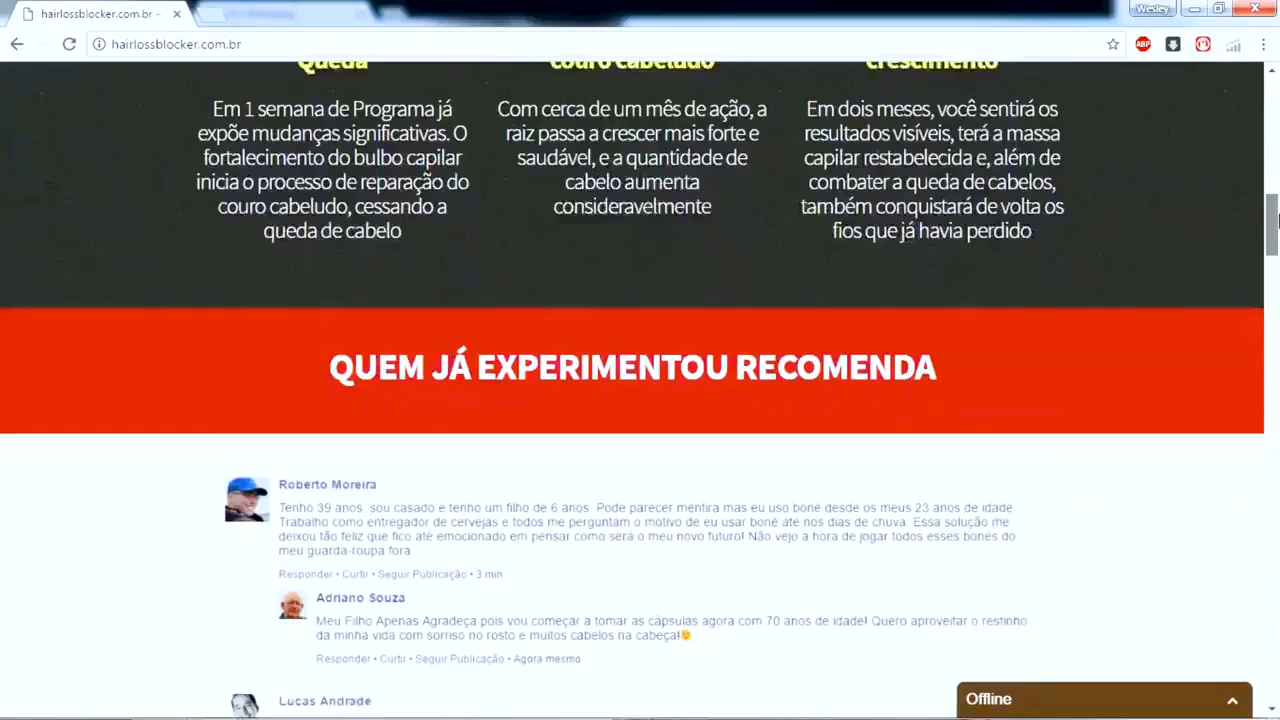 hairlossblocker.com.br –
Wesley
hairlossblocker.com.br
ABP
Queda
couro cabeludo
crescimento
Em 1 semana de Programa já
expõe mudanças significativas. O
fortalecimento do bulbo capilar
inicia o processo de reparação do
couro cabeludo, cessando a
queda de cabelo
Com cerca de um mês de ação, a
raiz passa a crescer mais forte e
saudável, e a quantidade de
cabelo aumenta
consideravelmente
Em dois meses, você sentirá os
resultados visíveis, terá a massa
capilar restabelecida e, além de
combater a queda de cabelos,
também conquistará de volta os
fios que já havia perdido
QUEM JÁ EXPERIMENTOU RECOMENDA
Roberto Moreira
Tenho 39 anos sou casado e tenho um filho de 6 anos. Pode parecer mentira mas eu uso boné desde os meus 23 anos de idade
Trabalho como entregador de cervejas e todos me perguntam o motivo de eu usar boné até nos dias de chuva. Essa solução me
deixou tão feliz que fico até emocionado em pensar como será o meu novo futuro! Não vejo a hora de jogar todos esses bonés do
meu guarda-roupa fora
Responder • Curtir • Seguir Publicação • 3 min
Adriano Souza
Meu Filho Apenas Agradeça pois vou começar a tomar as cápsulas agora com 70 anos de idade! Quero aproveitar o restinho
da minha vida com sorriso no rosto e muitos cabelos na cabeça!
Responder • Curtir • Seguir Publicação • Agora mesmo
Lucas Andrade
Offline